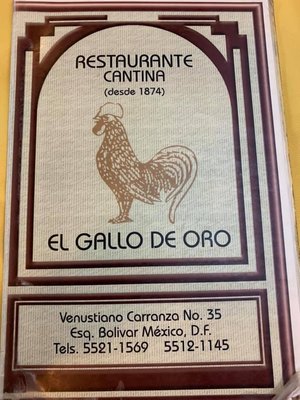 RESTAURANTE
CANTINA
(desde 1874)
EL GALLO DE ORO
Venustiano Carranza No. 35
Esq. Bolivar México, D.F.
Tels. 5521-1569 5512-1145